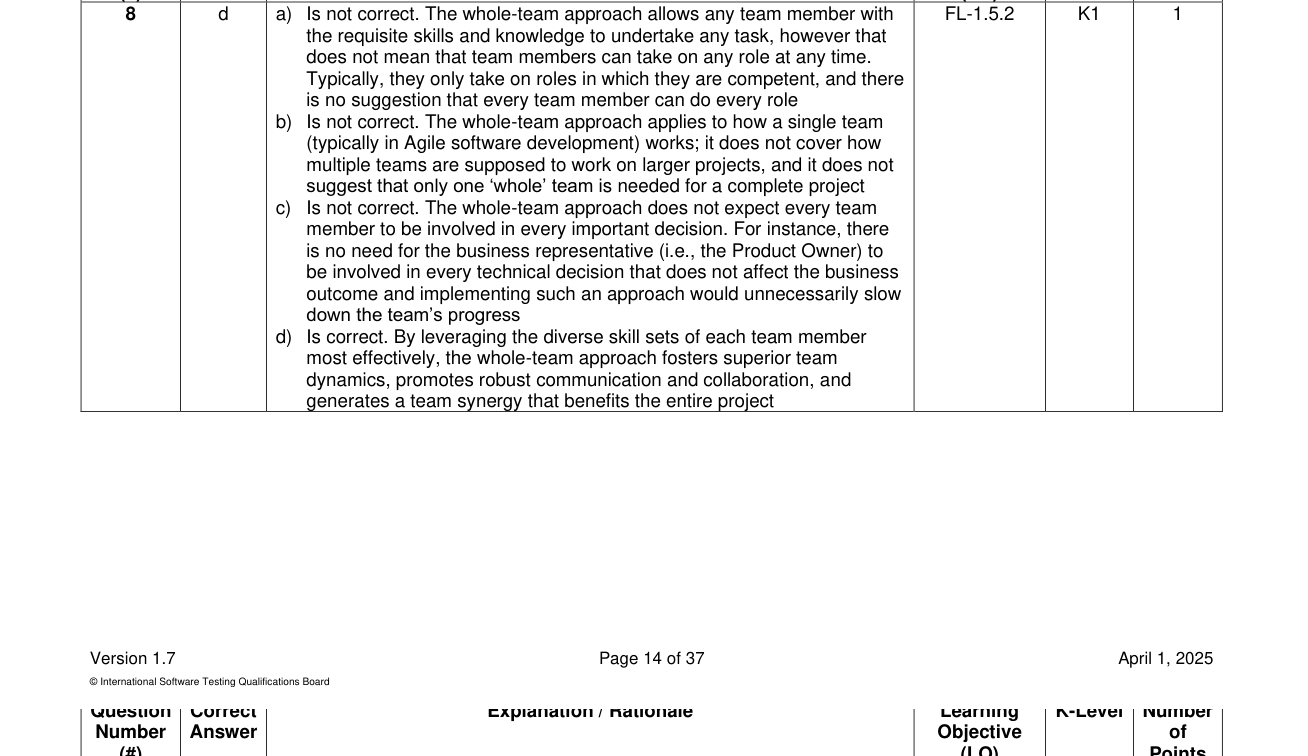 8 d a) Is not correct. The whole-team approach allows any team member with FL-1.5.2 K1 1
the requisite skills and knowledge to undertake any task, however that
does not mean that team members can take on any role at any time.
Typically, they only take on roles in which they are competent, and there
is no suggestion that every team member can do every role
b) Is not correct. The whole-team approach applies to how a single team
(typically in Agile software development) works; it does not cover how
multiple teams are supposed to work on larger projects, and it does not
suggest that only one ‘whole’ team is needed for a complete project
c) Is not correct. The whole-team approach does not expect every team
member to be involved in every important decision. For instance, there
is no need for the business representative (i.e., the Product Owner) to
be involved in every technical decision that does not affect the business
outcome and implementing such an approach would unnecessarily slow
down the team’s progress
d) Is correct. By leveraging the diverse skill sets of each team member
most effectively, the whole-team approach fosters superior team
dynamics, promotes robust communication and collaboration, and
generates a team synergy that benefits the entire project
Version 1.7 Page 14 of 37 April 1, 2025
© International Software Testing Qualifications Board
Question Correct Explanation / Rationale Learning K-Level Number
Number Answer Objective of
(#) (LO) Points